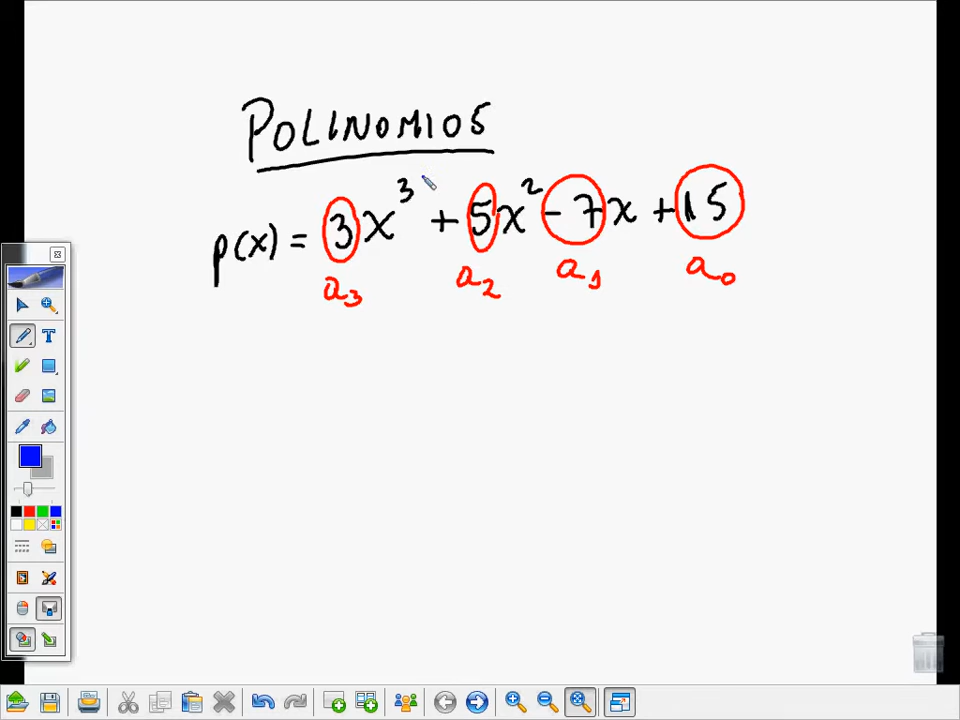 POLINOMIOS
p(x) = 3x³ + 5x² - 7x + 15
a₃ a₂ a₁ a₀